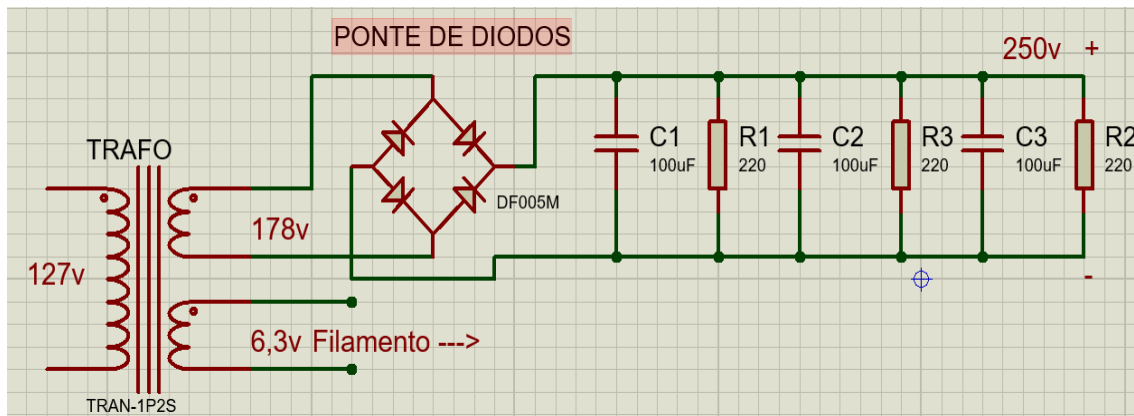 PONTE DE DIODOS
250v +
TRAFO
C1
100uF
R1
220
C2
100uF
R3
220
C3
100uF
R2
220
DF005M
178v
127v
-
6,3v Filamento --->
TRAN-1P2S